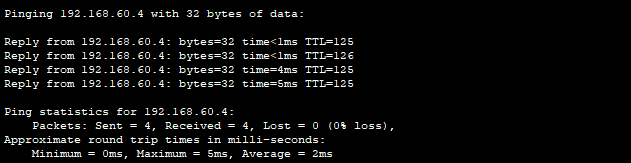 Pinging 192.168.60.4 with 32 bytes of data:
Reply from 192.168.60.4: bytes=32 time<1ms TTL=125
Reply from 192.168.60.4: bytes=32 time<1ms TTL=126
Reply from 192.168.60.4: bytes=32 time=4ms TTL=125
Reply from 192.168.60.4: bytes=32 time=5ms TTL=125
Ping statistics for 192.168.60.4:
Packets: Sent = 4, Received = 4, Lost = 0 (0% loss),
Approximate round trip times in milli-seconds:
Minimum = 0ms, Maximum = 5ms, Average = 2ms